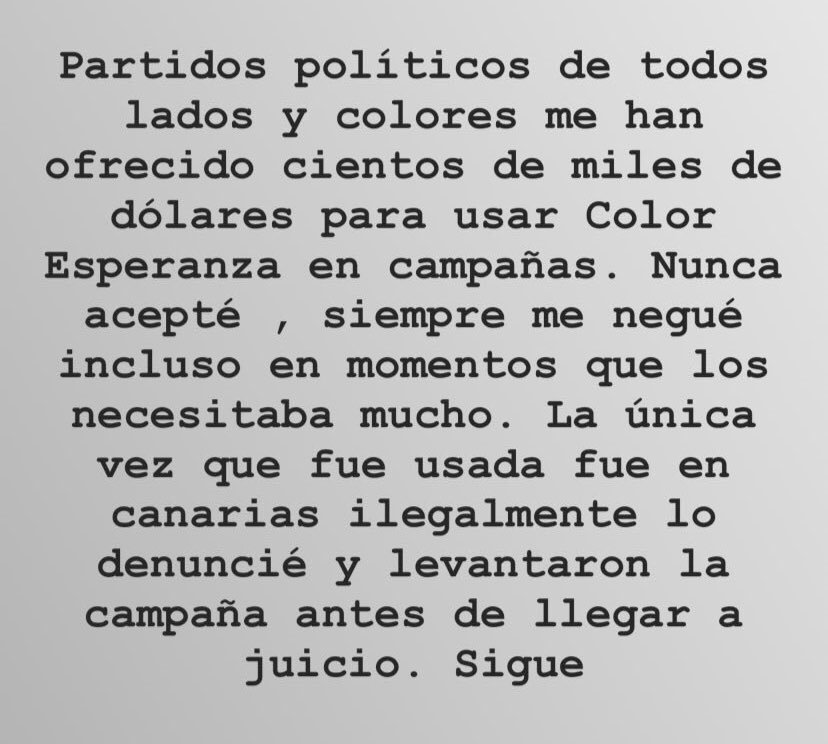 Partidos políticos de todos
lados y colores me han
ofrecido cientos de miles de
dólares para usar Color
Esperanza en campañas. Nunca
acepté , siempre me negué
incluso en momentos que los
necesitaba mucho. La única
vez que fue usada fue en
canarias ilegalmente lo
denuncié y levantaron la
campaña antes de llegar a
juicio. Sigue